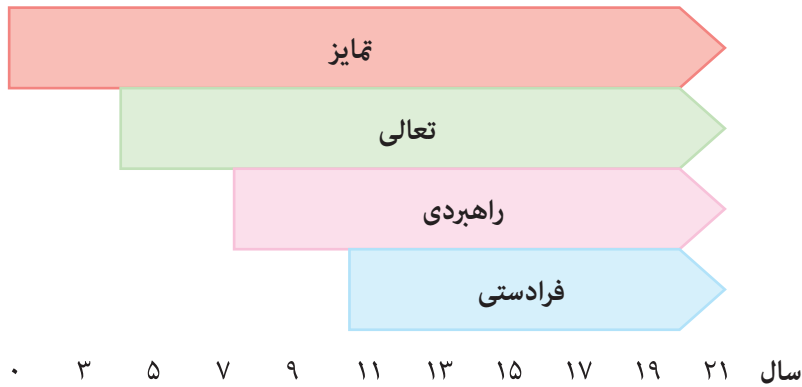 تمایز
تعالی
راهبردی
فرادستی
۰ ۳ ۵ ۷ ۹ ۱۱ ۱۳ ۱۵ ۱۷ ۱۹ ۲۱ سال